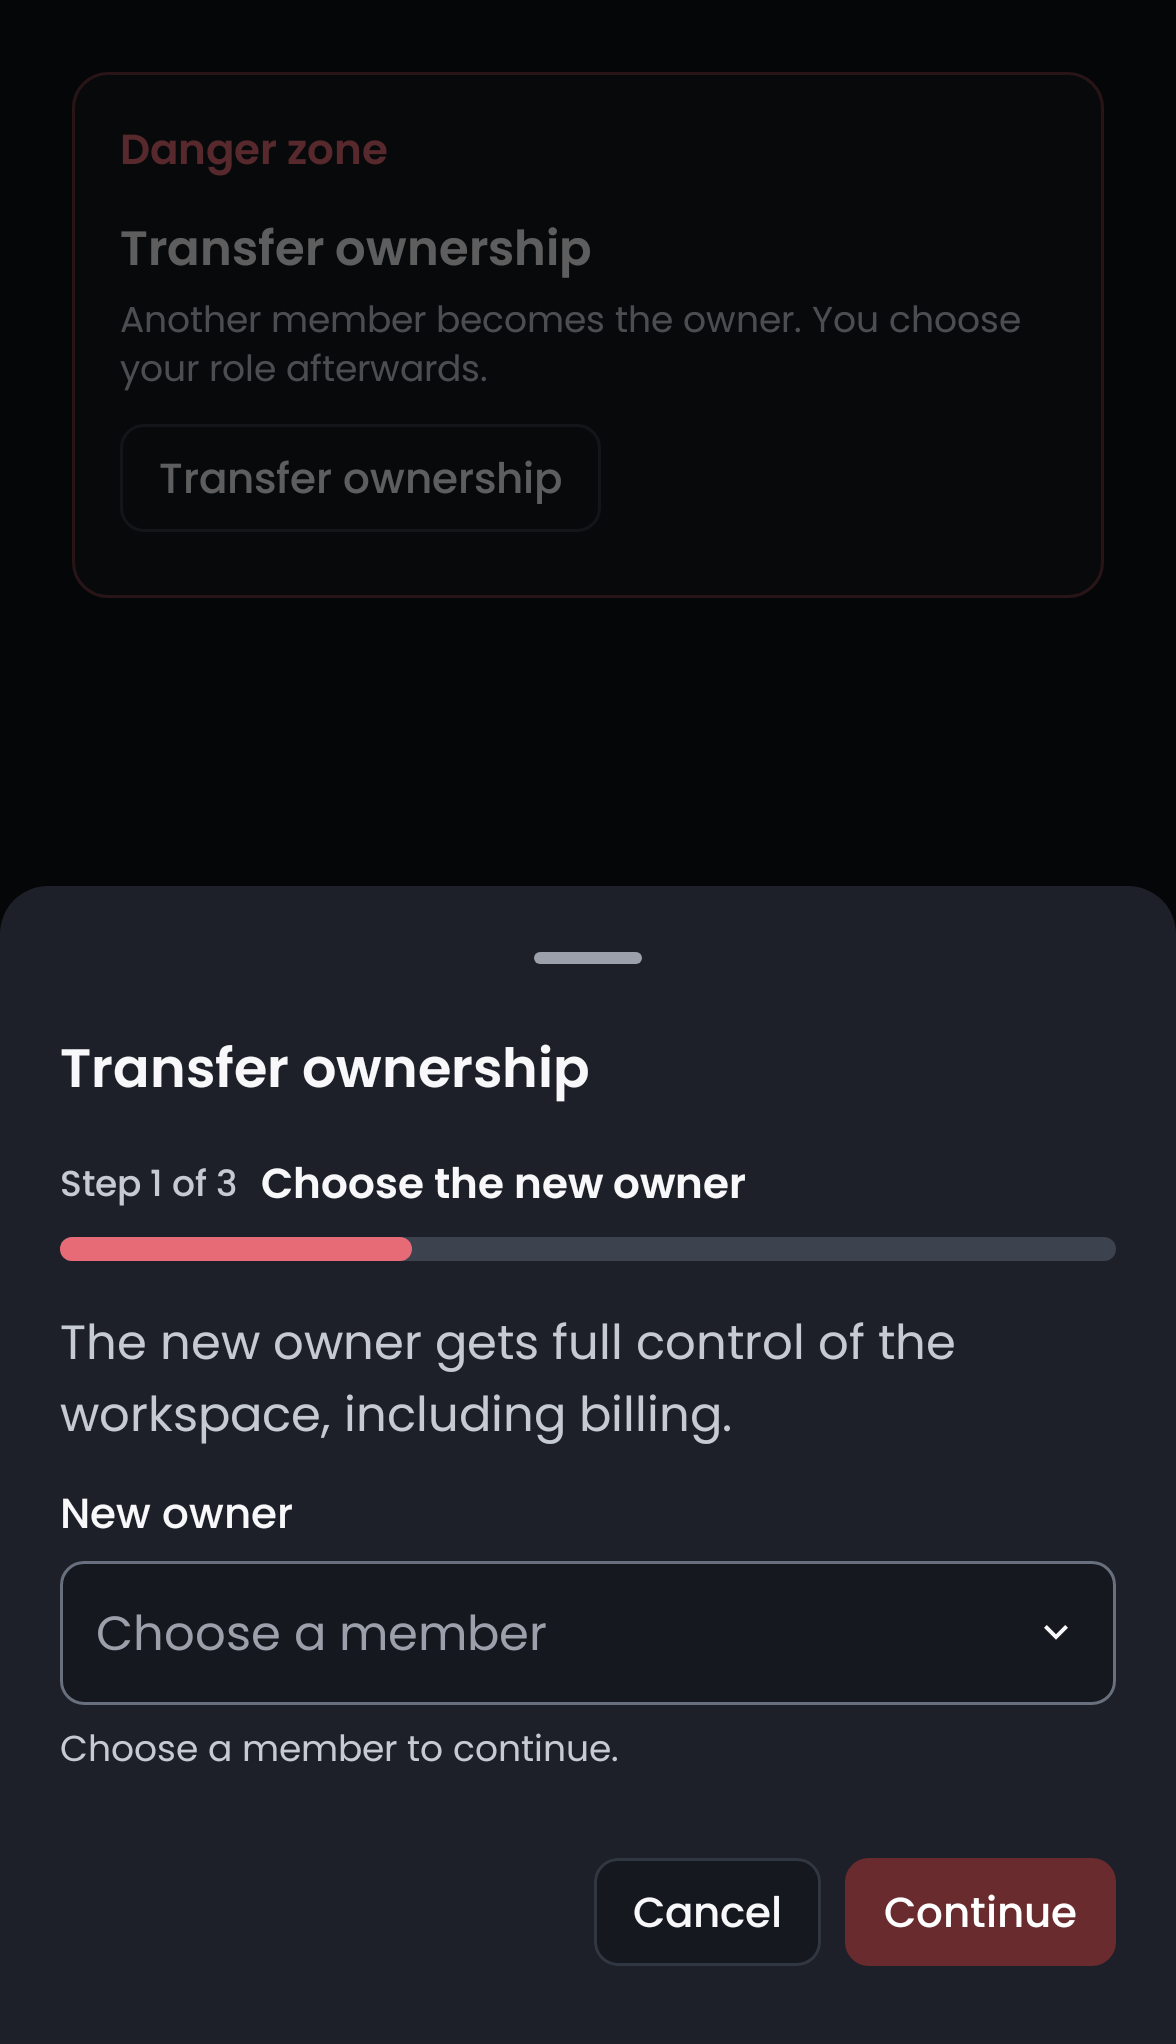 Danger zone
Transfer ownership
Another member becomes the owner. You choose
your role afterwards.
Transfer ownership
Transfer ownership
Step 1 of 3 Choose the new owner
The new owner gets full control of the
workspace, including billing.
New owner
Choose a member
Choose a member to continue.
Cancel Continue